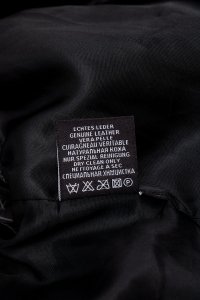 ECHTES LEDER
GENUINE LEATHER
VERA PELLE
CUIRAGNEAU VERITABLE
НАТУРАЛЬНАЯ КОЖА
NUR SPEZIAL REINIGUNG
DRY CLEAN ONLY
NETTOYAGE A SEC
СПЕЦИАЛЬНАЯ ХИМЧИСТКА